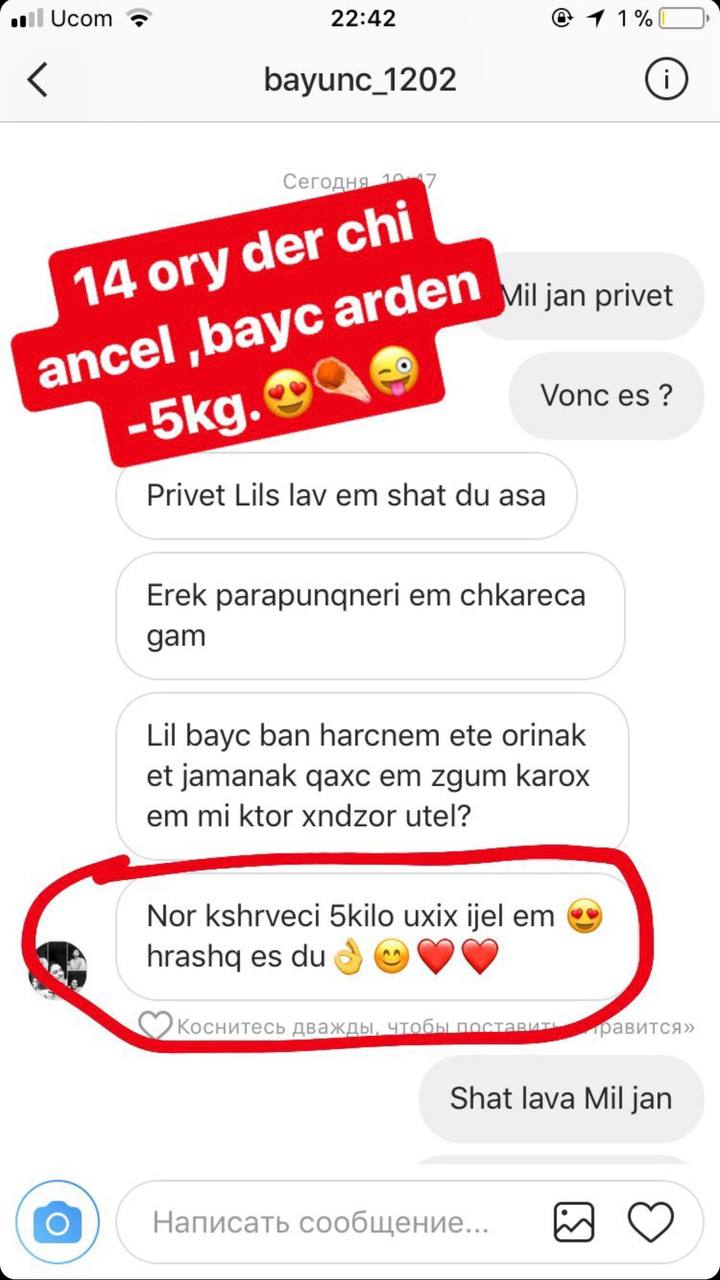 Ucom 22:42 1 %
bayunc_1202
Сегодня, 10:47
14 ory der chi
ancel ,bayc arden
-5kg.😍☄️😜
Mil jan privet
Vonc es ?
Privet Lils lav em shat du asa
Erek parapunqneri em chkareca
gam
Lil bayc ban harcnem ete orinak
et jamanak qaxc em zgum karox
em mi ktor xndzor utel?
Nor kshrveci 5kilo uxix ijel em 😍
hrashq es du👌😊❤️❤️
Коснитесь дважды, чтобы поставить
Shat lava Mil jan
Написать сообщение...